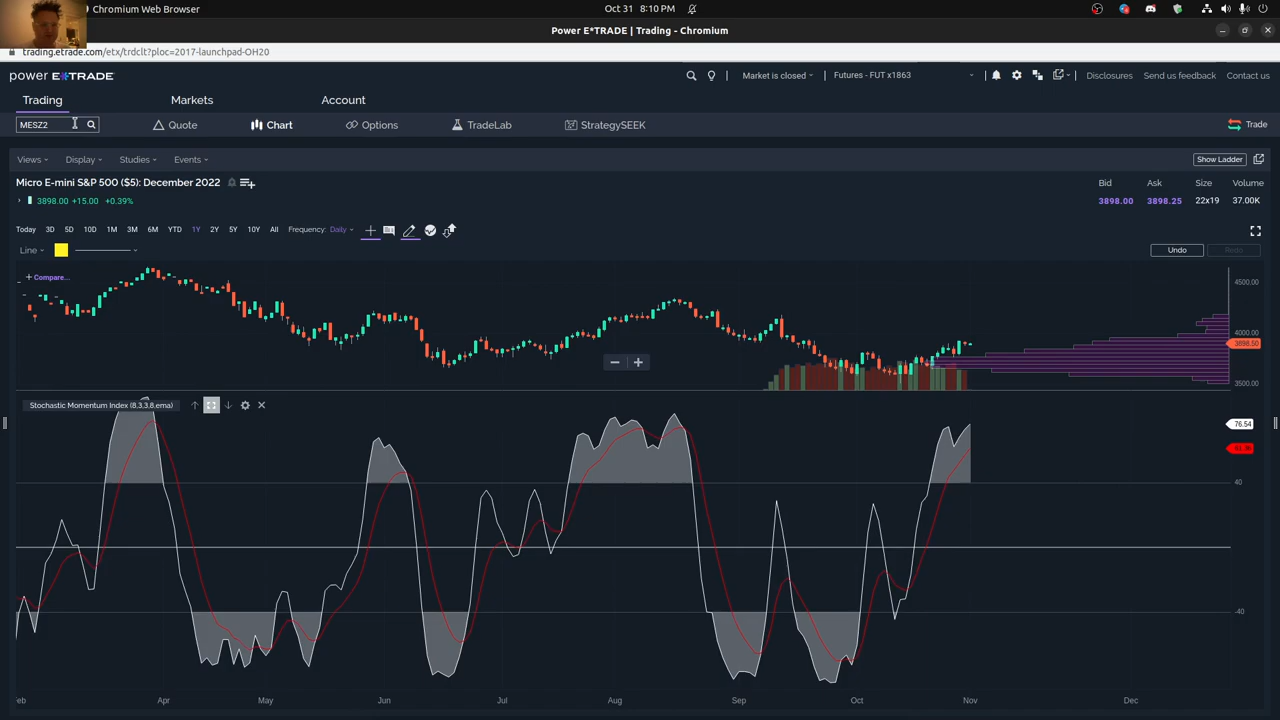 Chromium Web Browser
Oct 31 8:10 PM
Power E*TRADE | Trading - Chromium
trading.etrade.com/etx/trdclt?ploc=2017-launchpad-OH20
power E*TRADE
Market is closed
Futures - FUT x1863
Disclosures
Send us feedback
Contact us
Trading
Markets
Account
MESZ2
Quote
Chart
Options
TradeLab
StrategySEEK
Trade
Views
Display
Studies
Events
Show Ladder
Micro E-mini S&P 500 ($5): December 2022
Bid
Ask
Size
Volume
3898.00 +15.00 +0.39%
3898.00
3898.25
22x19
37.00K
Today 3D 5D 10D 1M 3M 6M YTD 1Y 2Y 5Y 10Y All Frequency: Daily
Line
Undo
Redo
+ Compare...
4500.00
4000.00
3898.50
3500.00
Stochastic Momentum Index (8.3.3.8.ema)
76.54
40
-40
Apr May Jun Jul Aug Sep Oct Nov Dec